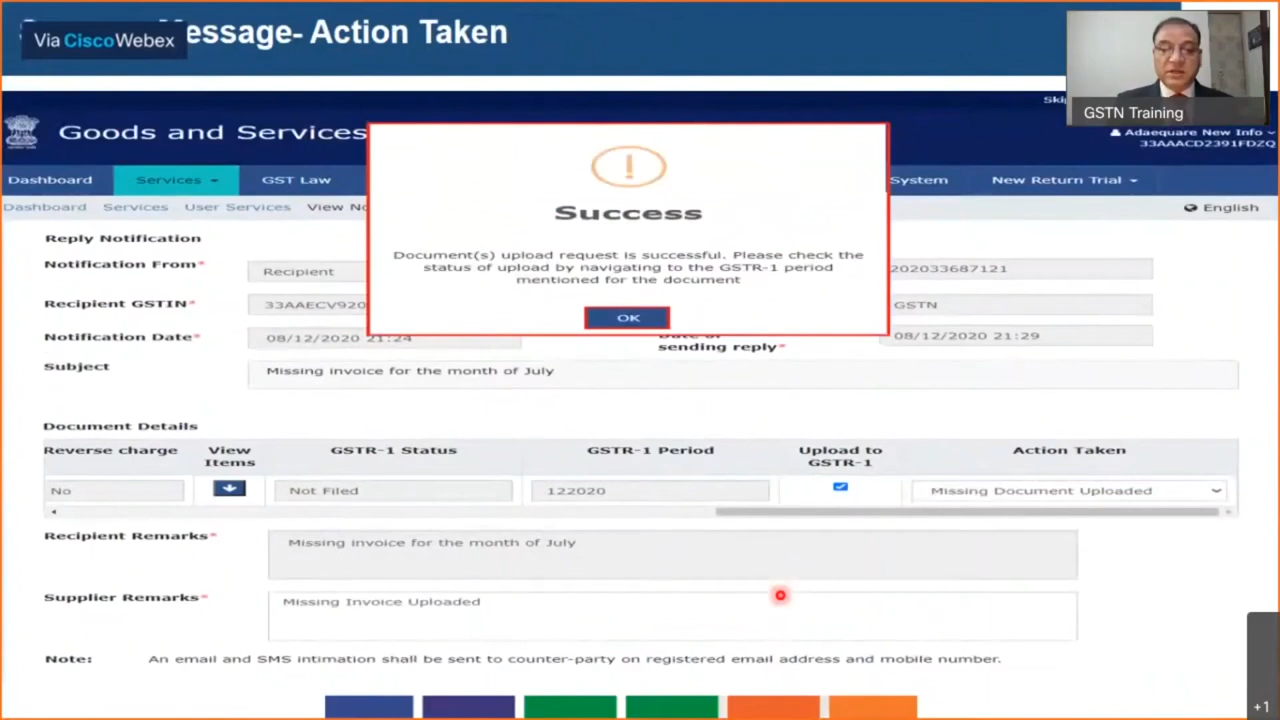 Message- Action Taken
Via CiscoWebex
GSTN Training
Goods and Services
Adaequare New Info
33AAACD2391FDZQ
Dashboard Services GST Law System New Return Trial
Dashboard Services User Services View English
Success
Document(s) upload request is successful. Please check the
status of upload by navigating to the GSTR-1 period
mentioned for the document
OK
Reply Notification
Notification From* Recipient 202033687121
Recipient GSTIN* 33AAECV920 GSTN
Notification Date* 08/12/2020 21:24 08/12/2020 21:29
sending reply*
Subject Missing invoice for the month of July
Document Details
Reverse charge View Items GSTR-1 Status GSTR-1 Period Upload to GSTR-1 Action Taken
No Not Filed 122020 Missing Document Uploaded
Recipient Remarks* Missing invoice for the month of July
Supplier Remarks* Missing Invoice Uploaded
Note: An email and SMS intimation shall be sent to counter-party on registered email address and mobile number.
+1